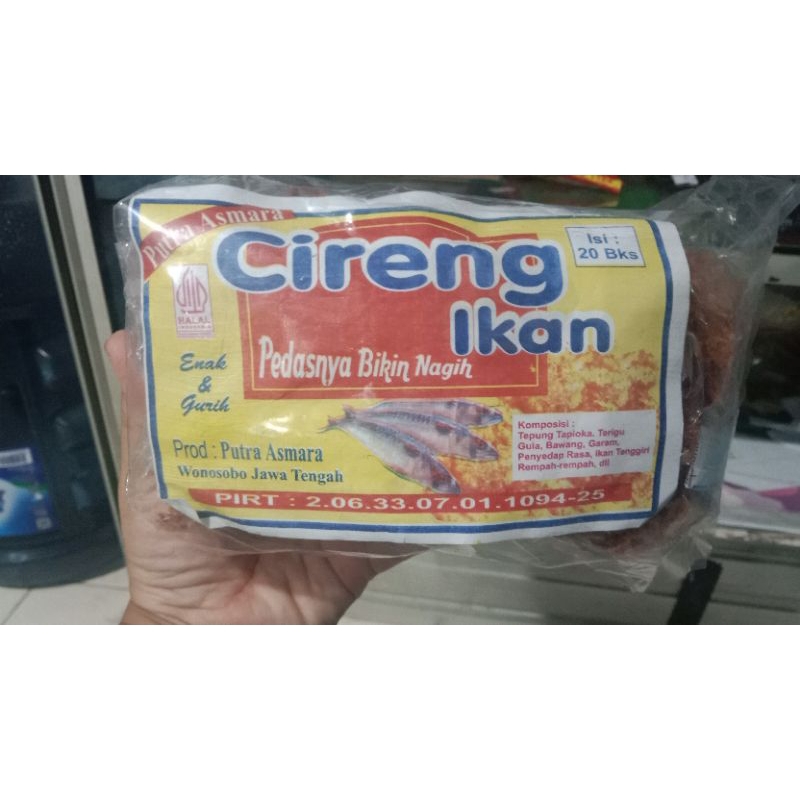 Putra Asmara
Cireng
Ikan
Isi :
20 Bks
HALAL
INDONESIA
Enak
&
Gurih
Pedasnya Bikin Nagih
Komposisi :
Tepung Tapioka, Terigu
Gula, Bawang, Garam,
Penyedap Rasa, ikan Tenggiri
Rempah-rempah, dll
Prod : Putra Asmara
Wonosobo Jawa Tengah
PIRT : 2.06.33.07.01.1094-25